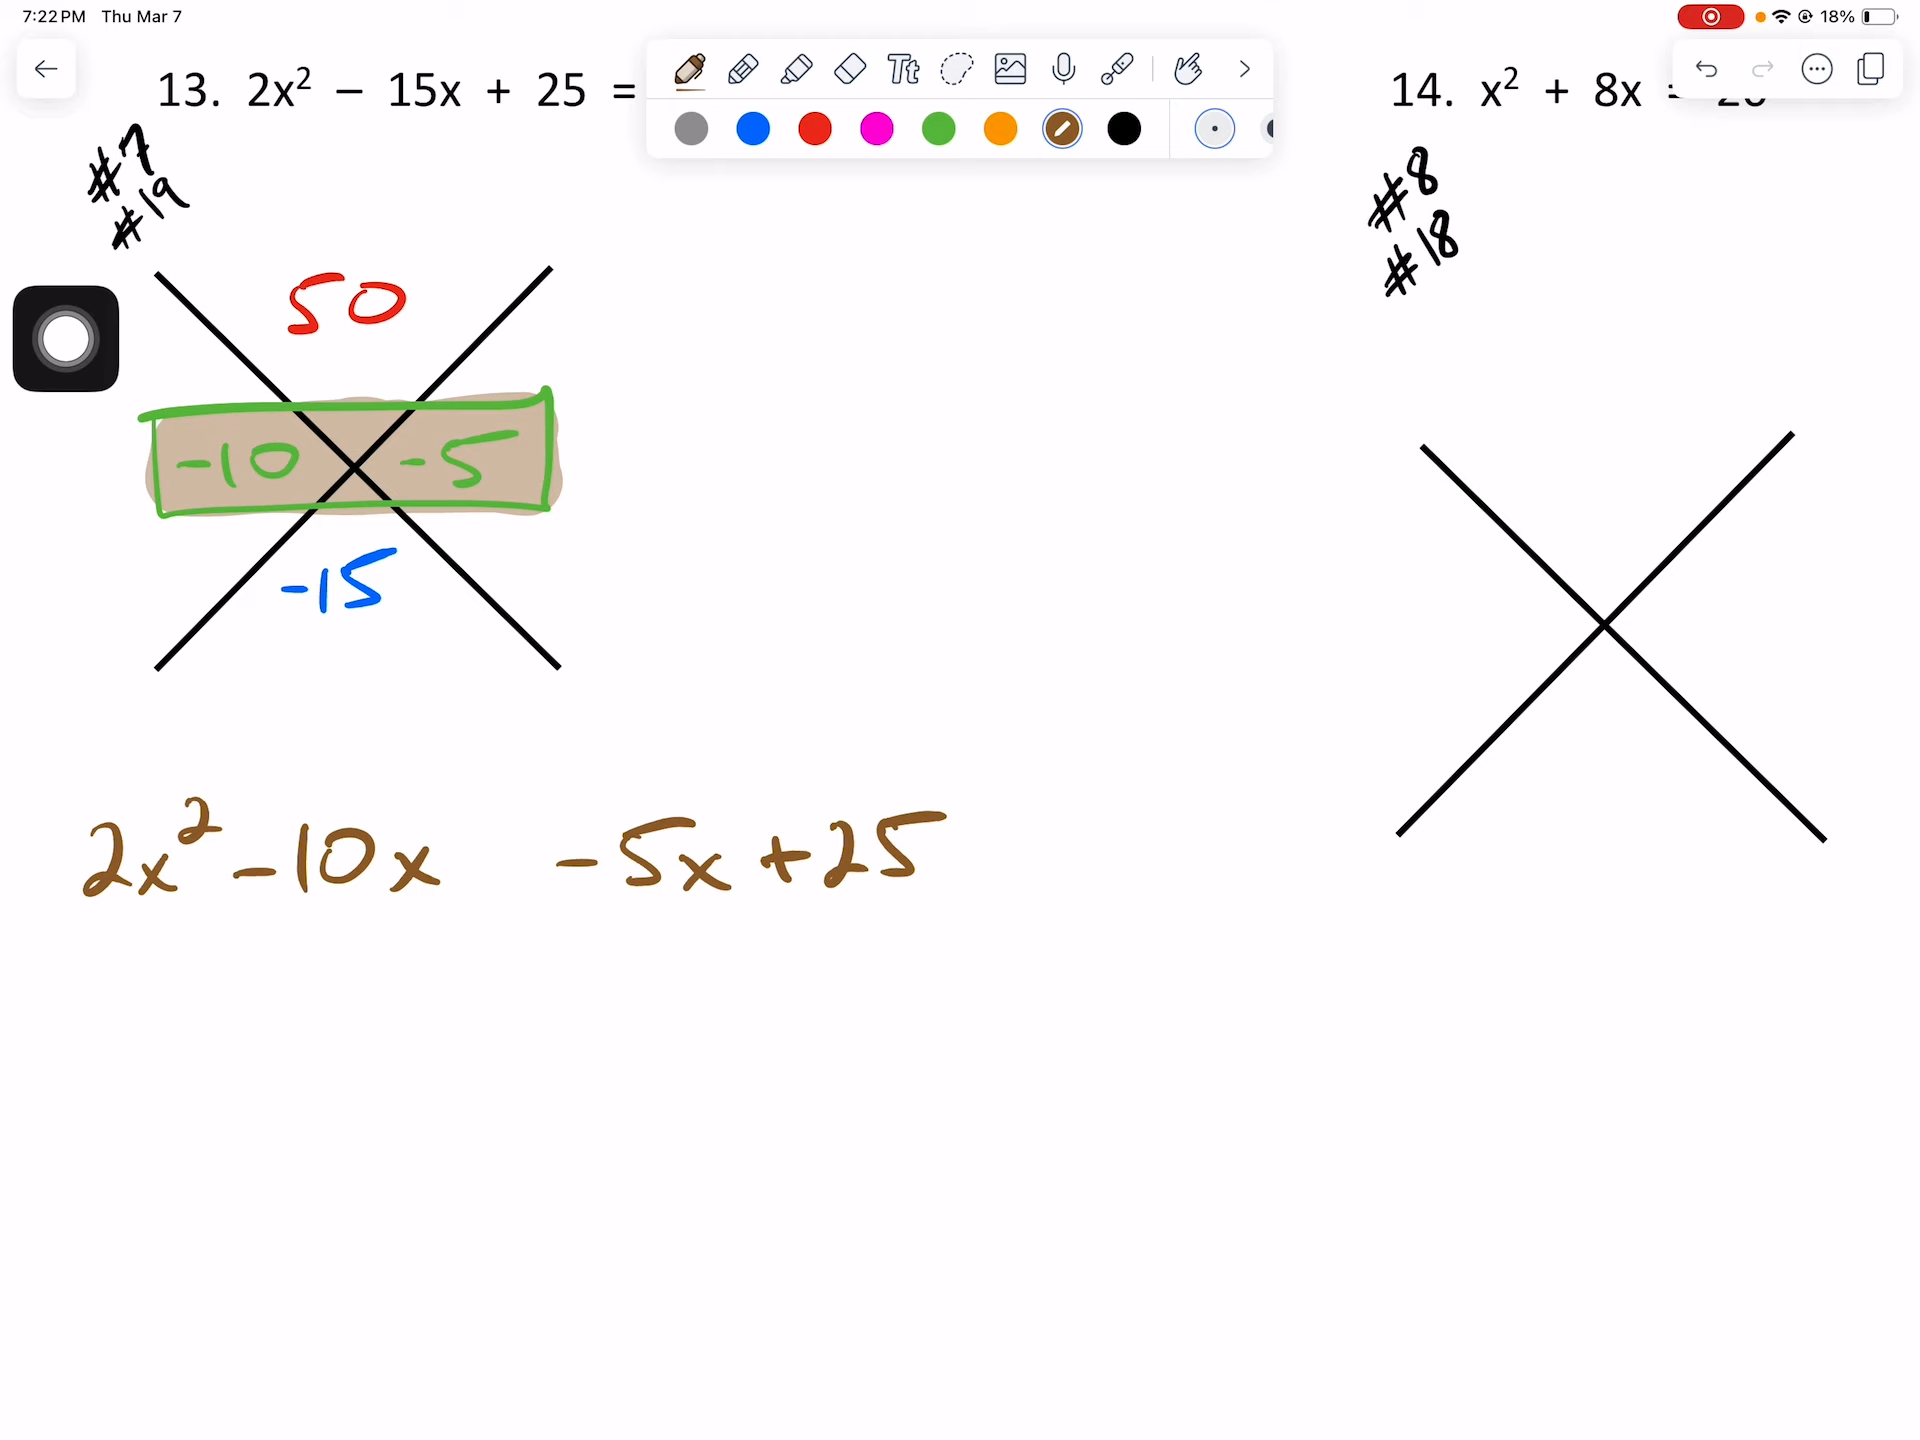 7:22 PM Thu Mar 7
18%
13. 2x² − 15x + 25 =
Tt
14. x² + 8x
#7
#19
#8
#18
50
-10 -5
-15
2x² -10x -5x +25